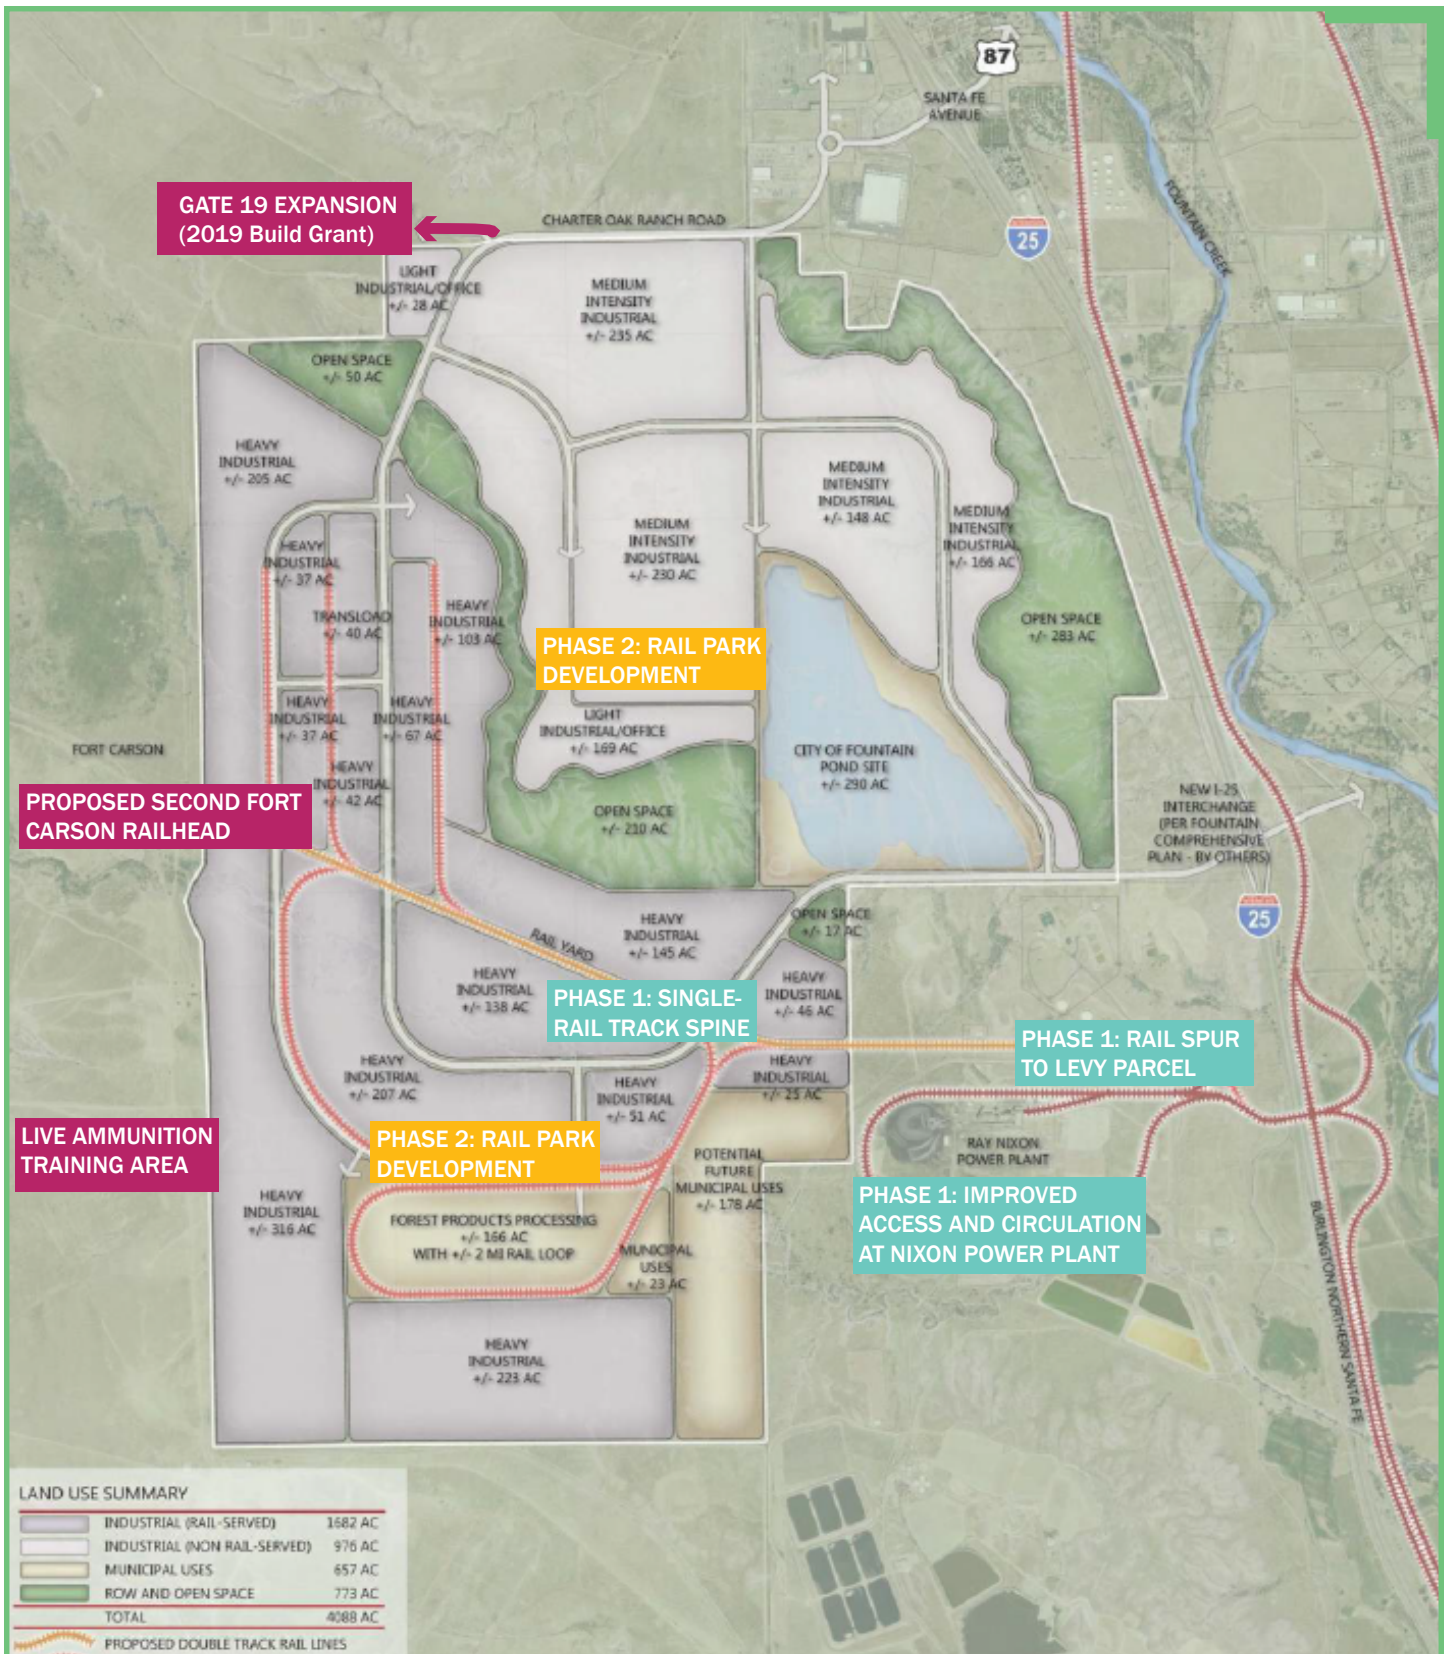 87
SANTA FE
AVENUE
FOUNTAIN CREEK
GATE 19 EXPANSION
(2019 Build Grant)
CHARTER OAK RANCH ROAD
25
LIGHT
INDUSTRIAL/OFFICE
+/- 28 AC
MEDIUM
INTENSITY
INDUSTRIAL
+/- 235 AC
OPEN SPACE
+/- 50 AC
HEAVY
INDUSTRIAL
+/- 205 AC
MEDIUM
INTENSITY
INDUSTRIAL
+/- 148 AC
MEDIUM
INTENSITY
INDUSTRIAL
+/- 166 AC
MEDIUM
INTENSITY
INDUSTRIAL
+/- 230 AC
HEAVY
INDUSTRIAL
+/- 37 AC
TRANSLOAD
+/- 40 AC
HEAVY
INDUSTRIAL
+/- 103 AC
OPEN SPACE
+/- 283 AC
PHASE 2: RAIL PARK
DEVELOPMENT
HEAVY
INDUSTRIAL
+/- 37 AC
HEAVY
INDUSTRIAL
+/- 67 AC
LIGHT
INDUSTRIAL/OFFICE
+/- 169 AC
FORT CARSON
CITY OF FOUNTAIN
POND SITE
+/- 290 AC
HEAVY
INDUSTRIAL
+/- 42 AC
PROPOSED SECOND FORT
CARSON RAILHEAD
OPEN SPACE
+/- 210 AC
NEW I-25
INTERCHANGE
(PER FOUNTAIN
COMPREHENSIVE
PLAN - BY OTHERS)
25
OPEN SPACE
+/- 17 AC
HEAVY
INDUSTRIAL
+/- 145 AC
RAIL YARD
HEAVY
INDUSTRIAL
+/- 138 AC
HEAVY
INDUSTRIAL
+/- 46 AC
PHASE 1: SINGLE-
RAIL TRACK SPINE
PHASE 1: RAIL SPUR
TO LEVY PARCEL
HEAVY
INDUSTRIAL
+/- 207 AC
HEAVY
INDUSTRIAL
+/- 51 AC
HEAVY
INDUSTRIAL
+/- 25 AC
LIVE AMMUNITION
TRAINING AREA
PHASE 2: RAIL PARK
DEVELOPMENT
RAY NIXON
POWER PLANT
POTENTIAL
FUTURE
MUNICIPAL USES
+/- 178 AC
PHASE 1: IMPROVED
ACCESS AND CIRCULATION
AT NIXON POWER PLANT
HEAVY
INDUSTRIAL
+/- 316 AC
FOREST PRODUCTS PROCESSING
+/- 166 AC
WITH +/- 2 MI RAIL LOOP
MUNICIPAL
USES
+/- 23 AC
BURLINGTON NORTHERN SANTA FE
HEAVY
INDUSTRIAL
+/- 223 AC
LAND USE SUMMARY
INDUSTRIAL (RAIL-SERVED) 1682 AC
INDUSTRIAL (NON RAIL-SERVED) 976 AC
MUNICIPAL USES 657 AC
ROW AND OPEN SPACE 773 AC
TOTAL 4088 AC
PROPOSED DOUBLE TRACK RAIL LINES